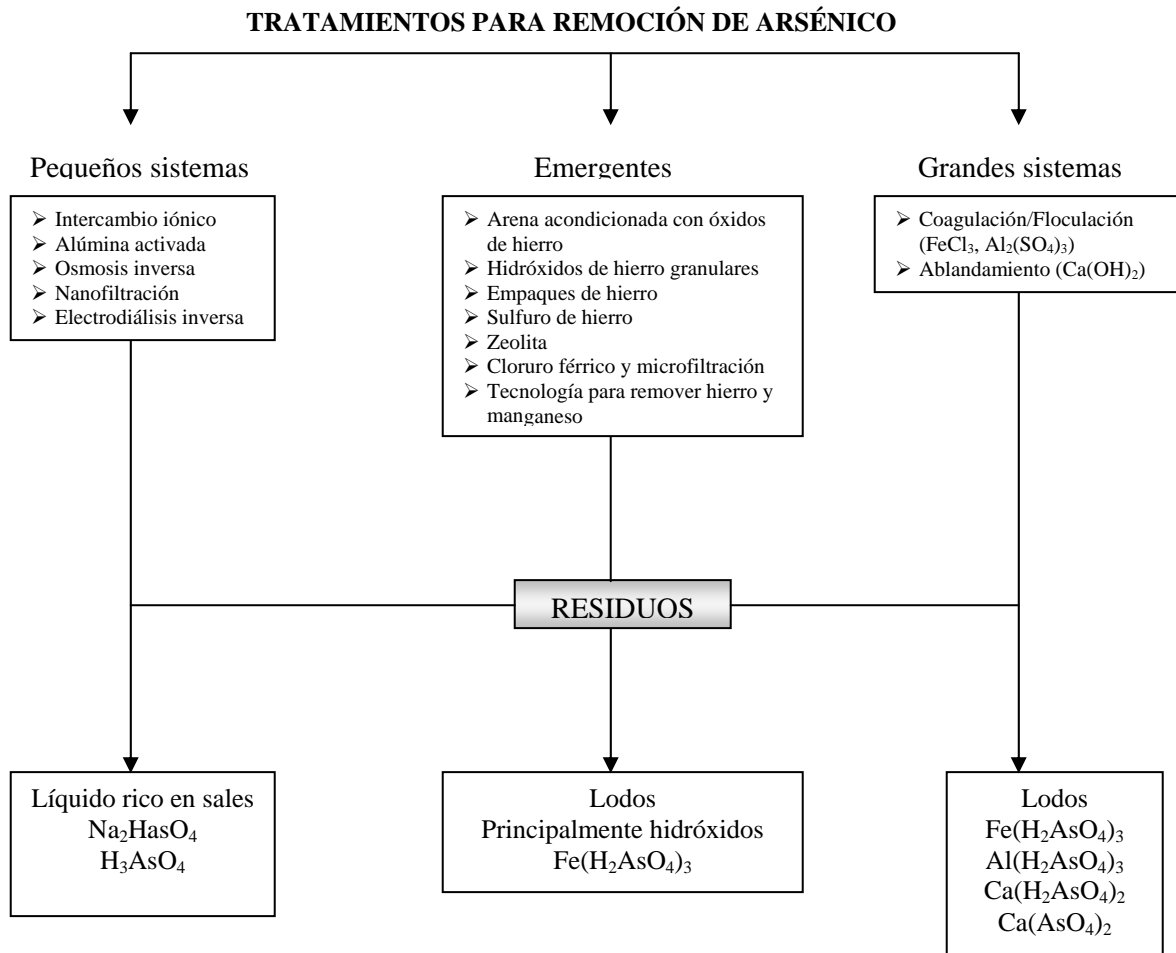 TRATAMIENTOS PARA REMOCIÓN DE ARSÉNICO
Pequeños sistemas
➢ Intercambio iónico
➢ Alúmina activada
➢ Osmosis inversa
➢ Nanofiltración
➢ Electrodiálisis inversa
Emergentes
➢ Arena acondicionada con óxidos
de hierro
➢ Hidróxidos de hierro granulares
➢ Empaques de hierro
➢ Sulfuro de hierro
➢ Zeolita
➢ Cloruro férrico y microfiltración
➢ Tecnología para remover hierro y
manganeso
Grandes sistemas
➢ Coagulación/Floculación
(FeCl₃, Al₂(SO₄)₃)
➢ Ablandamiento (Ca(OH)₂)
RESIDUOS
Líquido rico en sales
Na₂HasO₄
H₃AsO₄
Lodos
Principalmente hidróxidos
Fe(H₂AsO₄)₃
Lodos
Fe(H₂AsO₄)₃
Al(H₂AsO₄)₃
Ca(H₂AsO₄)₂
Ca(AsO₄)₂